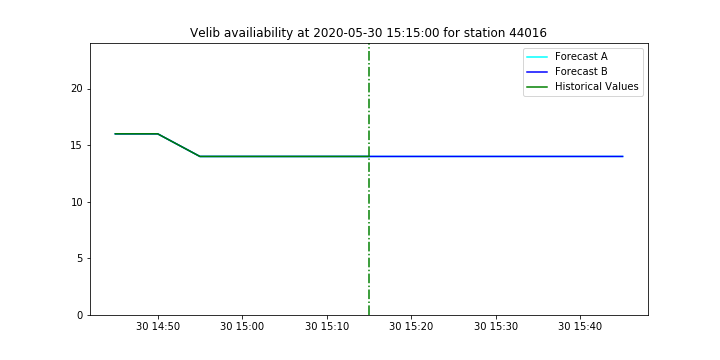 Velib availiability at 2020-05-30 15:15:00 for station 44016
Forecast A
Forecast B
Historical Values
20
15
10
5
0
30 14:50
30 15:00
30 15:10
30 15:20
30 15:30
30 15:40